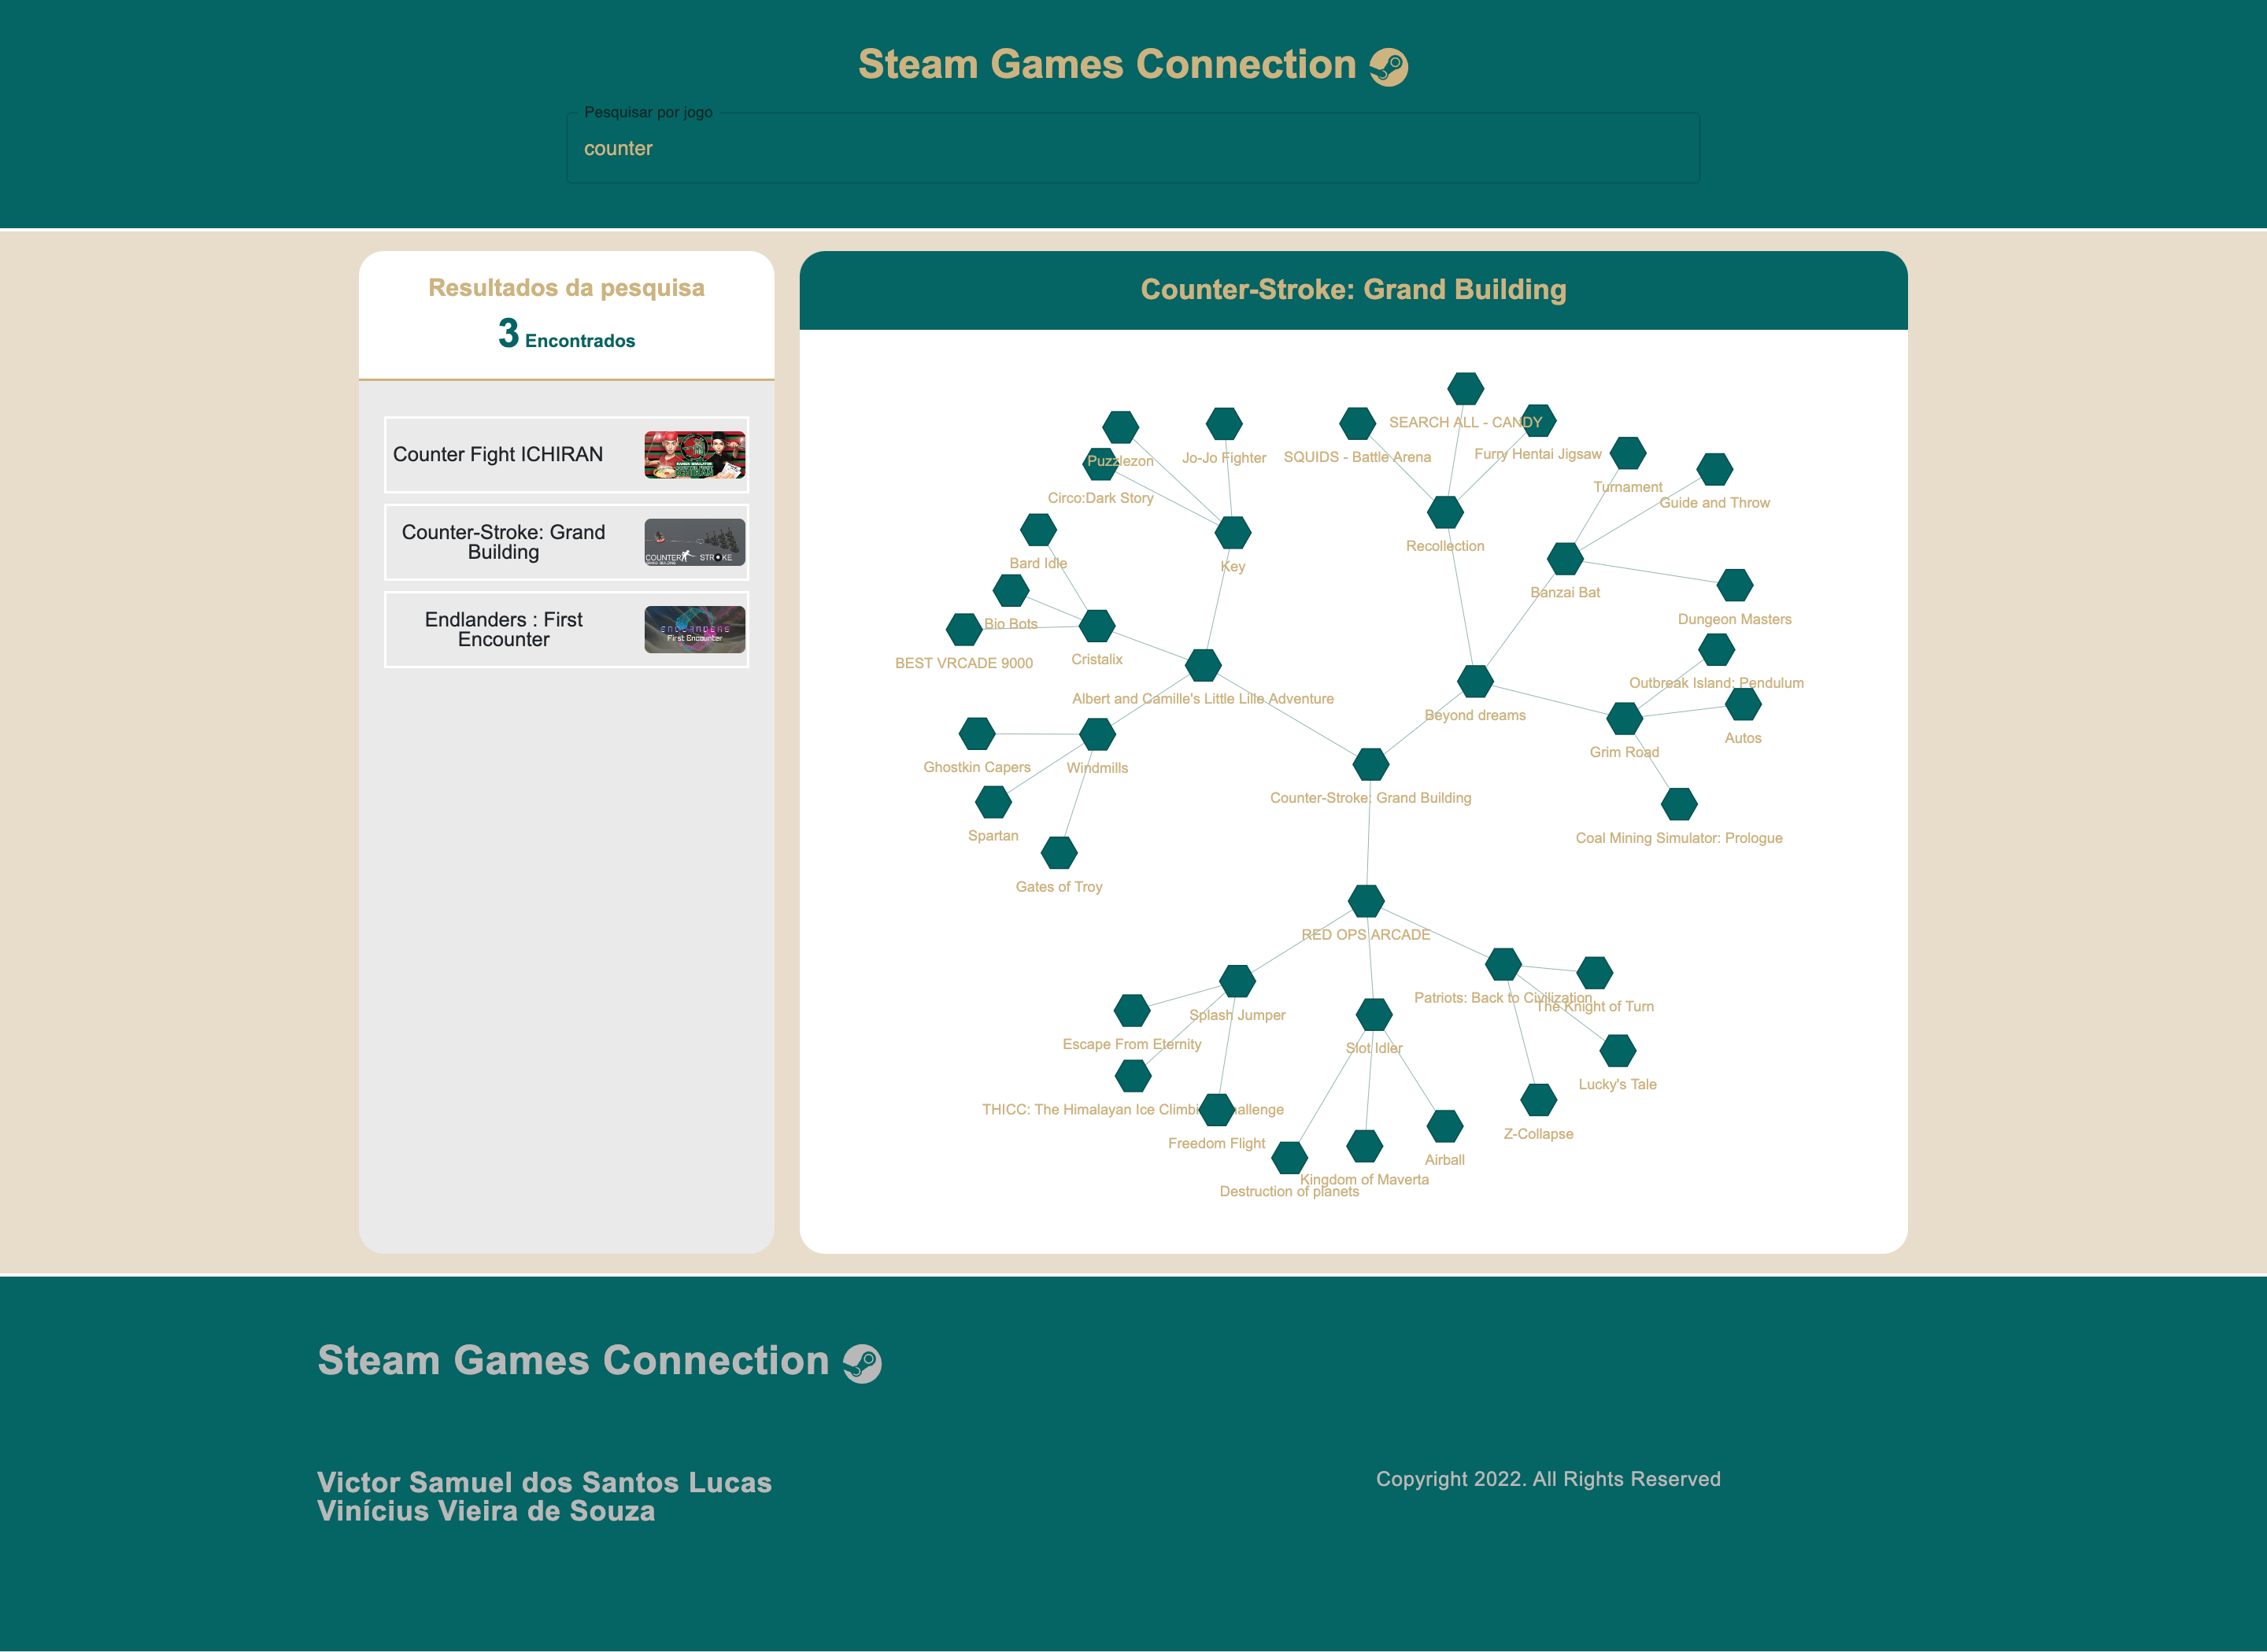 Steam Games Connection
Pesquisar por jogo
counter
Resultados da pesquisa
3 Encontrados
Counter Fight ICHIRAN
Counter-Stroke: Grand
Building
COUNTER STROKE
Endlanders : First
Encounter
ENDLANDERS
First Encounter
Counter-Stroke: Grand Building
SEARCH ALL - CANDY
Puzzlezon
Jo-Jo Fighter
SQUIDS - Battle Arena
Furry Hentai Jigsaw
Circo:Dark Story
Turnament
Guide and Throw
Recollection
Bard Idle
Key
Banzai Bat
Bio Bots
Dungeon Masters
BEST VRCADE 9000
Cristalix
Outbreak Island: Pendulum
Albert and Camille's Little Lille Adventure
Beyond dreams
Autos
Grim Road
Ghostkin Capers
Windmills
Counter-Stroke: Grand Building
Spartan
Coal Mining Simulator: Prologue
Gates of Troy
RED OPS ARCADE
Patriots: Back to Civilization
The Knight of Turn
Splash Jumper
Escape From Eternity
Slot Idler
Lucky's Tale
THICC: The Himalayan Ice Climbi allenge
Z-Collapse
Freedom Flight
Airball
Kingdom of Maverta
Destruction of planets
Steam Games Connection
Victor Samuel dos Santos Lucas
Vinícius Vieira de Souza
Copyright 2022. All Rights Reserved